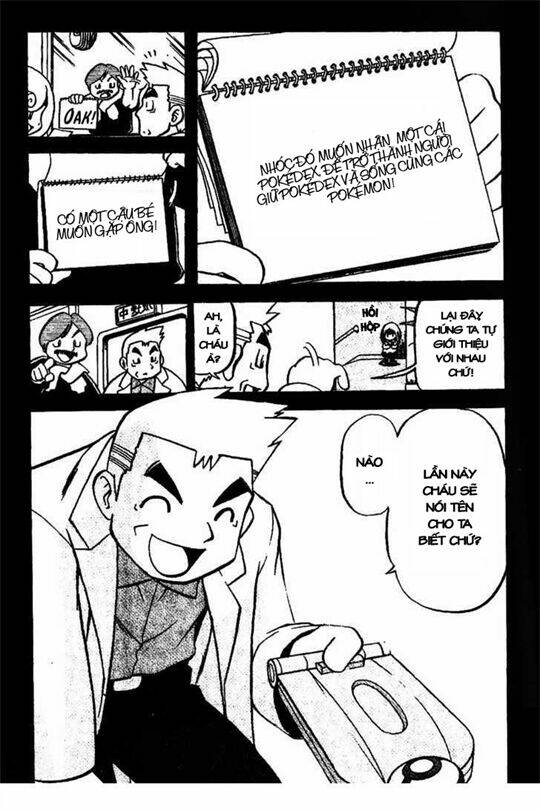 OAK!
NHÓC ĐÓ MUỐN NHẬN MỘT CÁI
POKÉDEX ĐỂ TRỞ THÀNH NGƯỜI
GIỮ POKÉDEX VÀ SỐNG CÙNG CÁC
POKÉMON!
CÓ MỘT CẬU BÉ
MUỐN GẶP ÔNG!
AH,
LÀ
CHÁU
À?
HỒI
HỘP
LẠI ĐÂY
CHÚNG TA TỰ
GIỚI THIỆU
VỚI NHAU
CHỨ!
NÀO
...
LẦN NÀY
CHÁU SẼ
NÓI TÊN
CHO TA
BIẾT CHỨ?